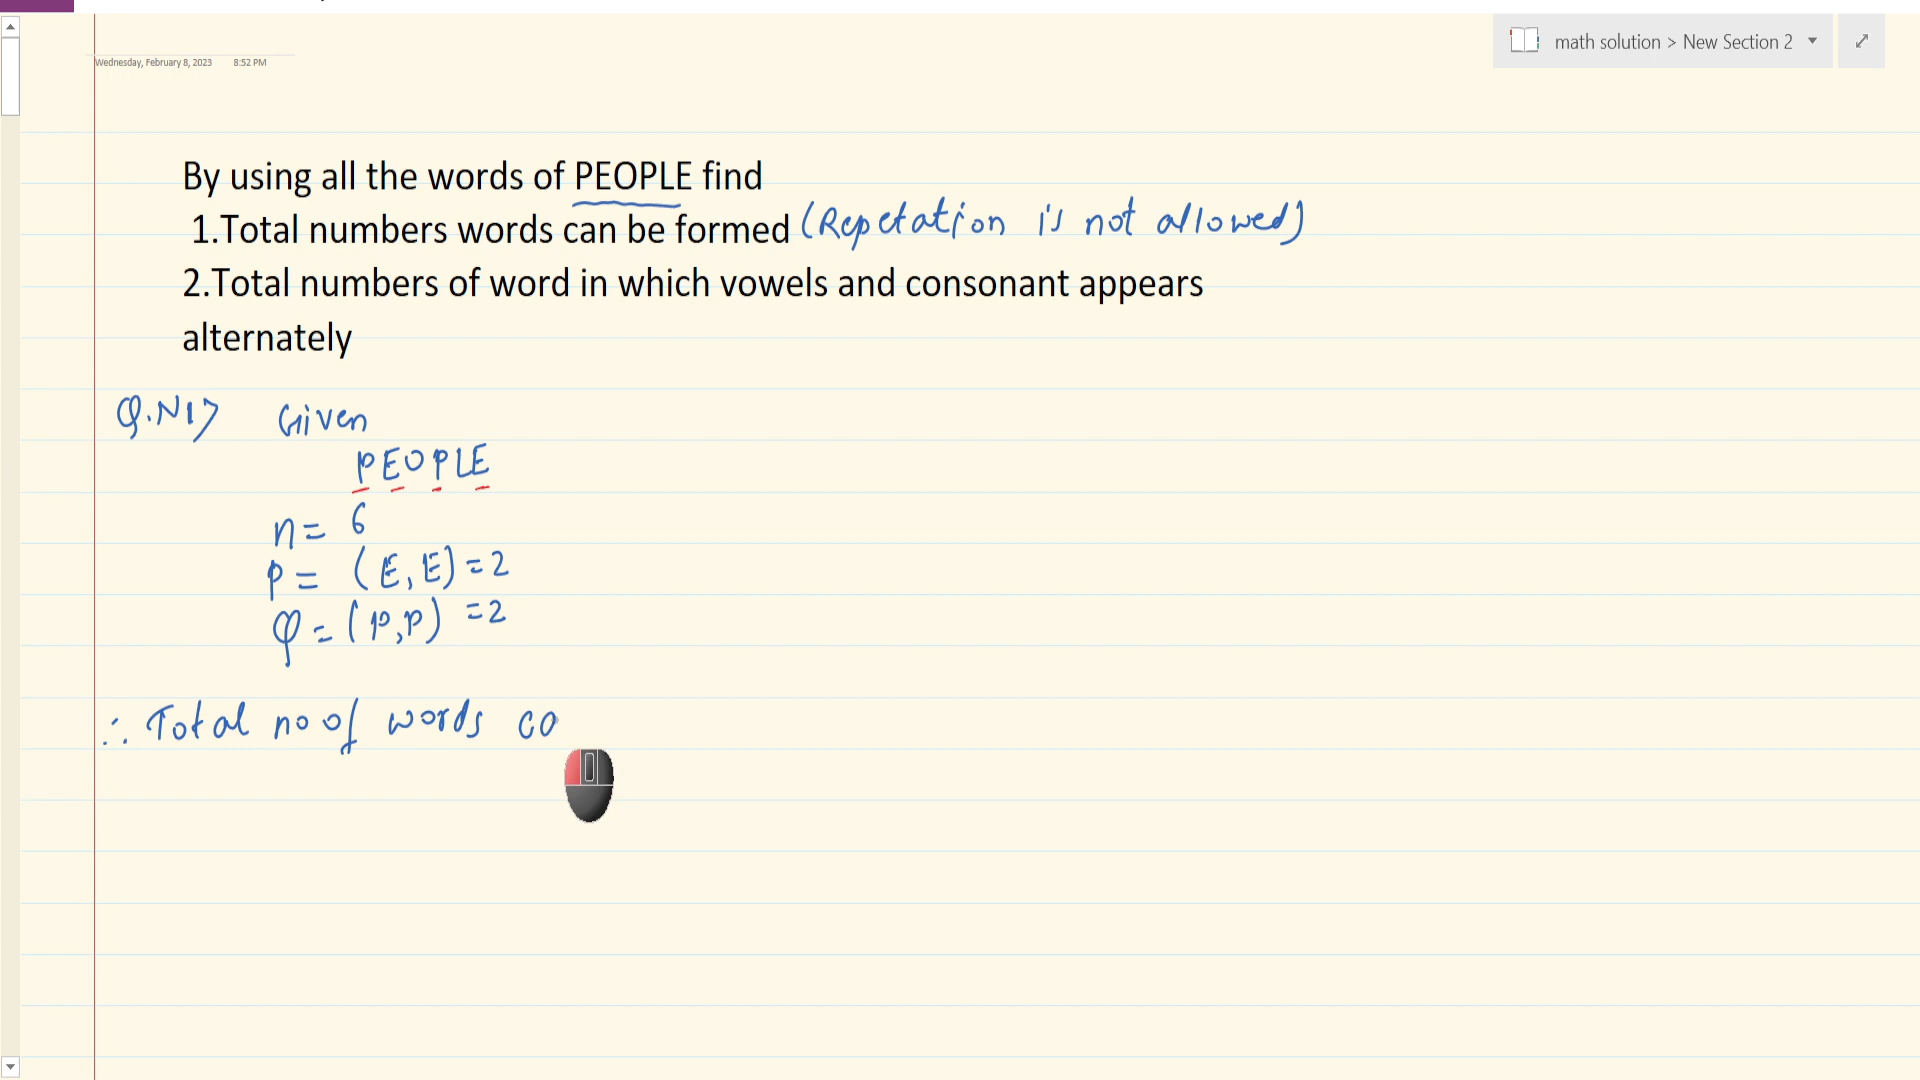 Wednesday, February 8, 2023 8:52 PM
math solution > New Section 2
By using all the words of PEOPLE find
1.Total numbers words can be formed (Repetation is not allowed)
2.Total numbers of word in which vowels and consonant appears
alternately
Q.N1> Given
PEOPLE
n = 6
P = (E, E) = 2
Q = (P, P) = 2
∴ Total no of words co